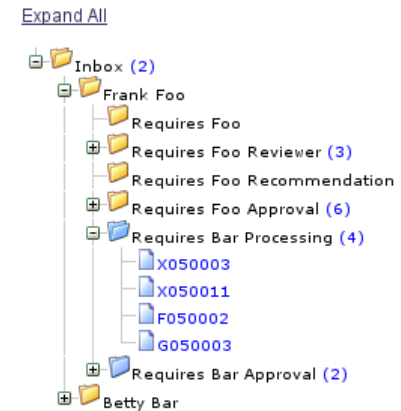 Expand All
Inbox (2)
Frank Foo
Requires Foo
Requires Foo Reviewer (3)
Requires Foo Recommendation
Requires Foo Approval (6)
Requires Bar Processing (4)
X050003
X050011
F050002
G050003
Requires Bar Approval (2)
Betty Bar